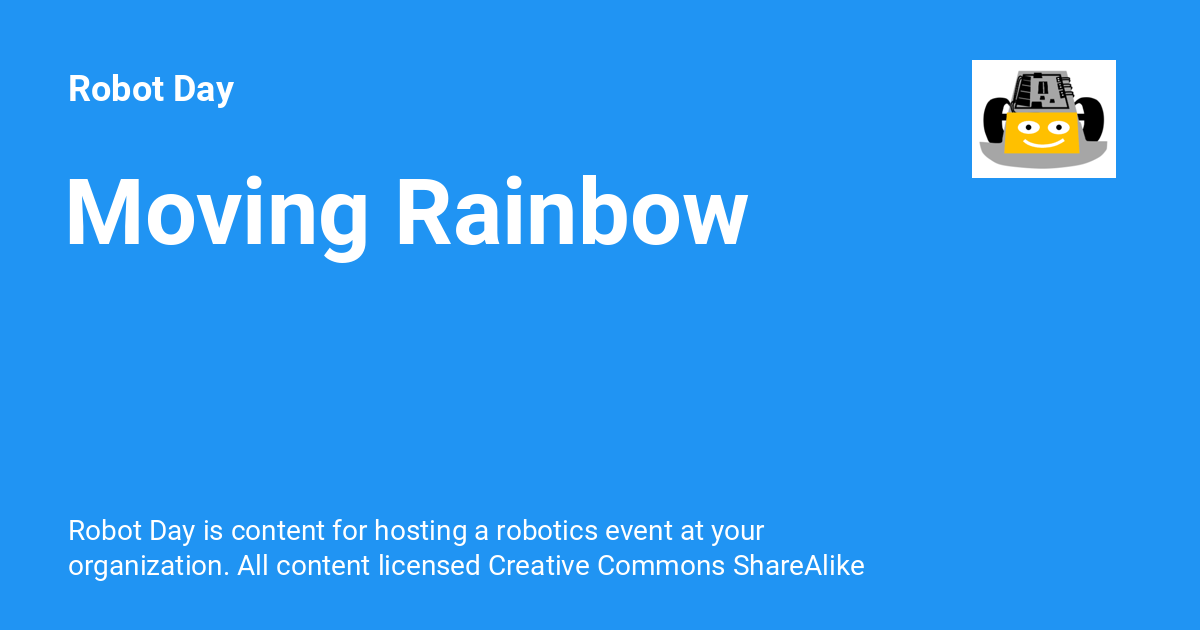 Robot Day
Moving Rainbow
Robot Day is content for hosting a robotics event at your
organization. All content licensed Creative Commons ShareAlike